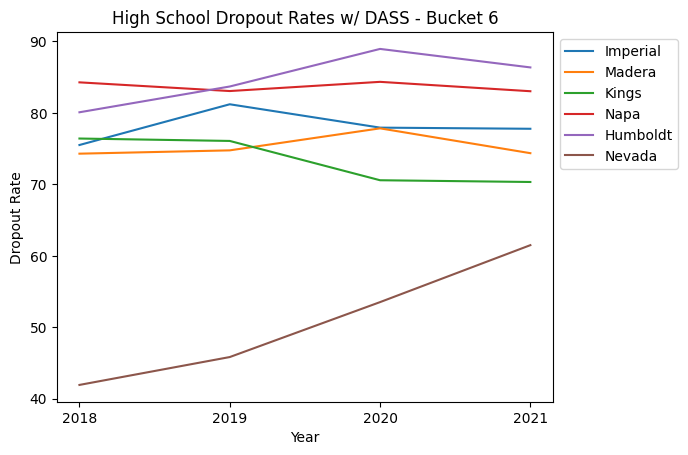 High School Dropout Rates w/ DASS - Bucket 6
90
80
70
60
50
40
Dropout Rate
2018 2019 2020 2021
Year
Imperial
Madera
Kings
Napa
Humboldt
Nevada